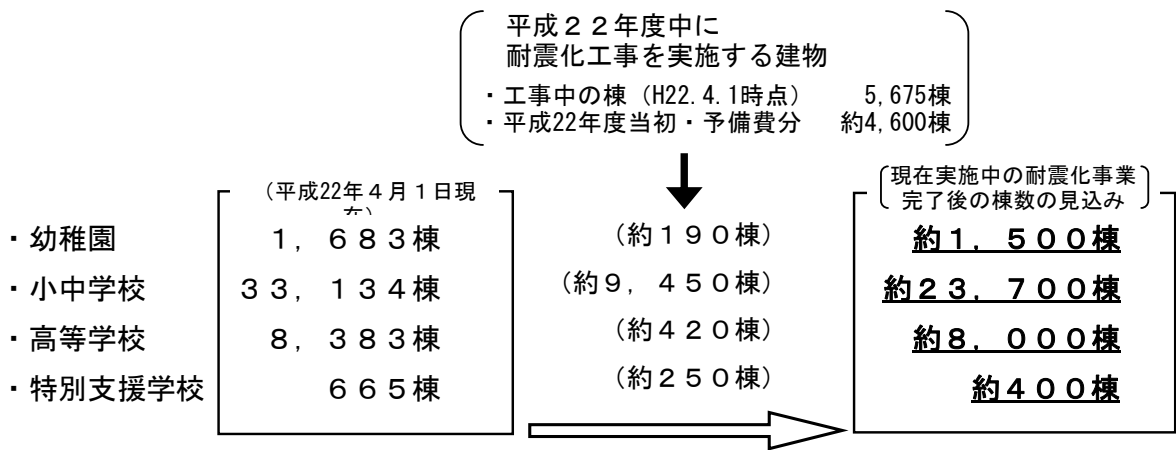 平成２２年度中に
耐震化工事を実施する建物
・工事中の棟（H22.4.1時点） 5,675棟
・平成22年度当初・予備費分 約4,600棟
（平成22年４月１日現
在）
現在実施中の耐震化事業
完了後の棟数の見込み
・幼稚園 １，６８３棟 （約１９０棟） 約１，５００棟
・小中学校 ３３，１３４棟 （約９，４５０棟） 約２３，７００棟
・高等学校 ８，３８３棟 （約４２０棟） 約８，０００棟
・特別支援学校 ６６５棟 （約２５０棟） 約４００棟